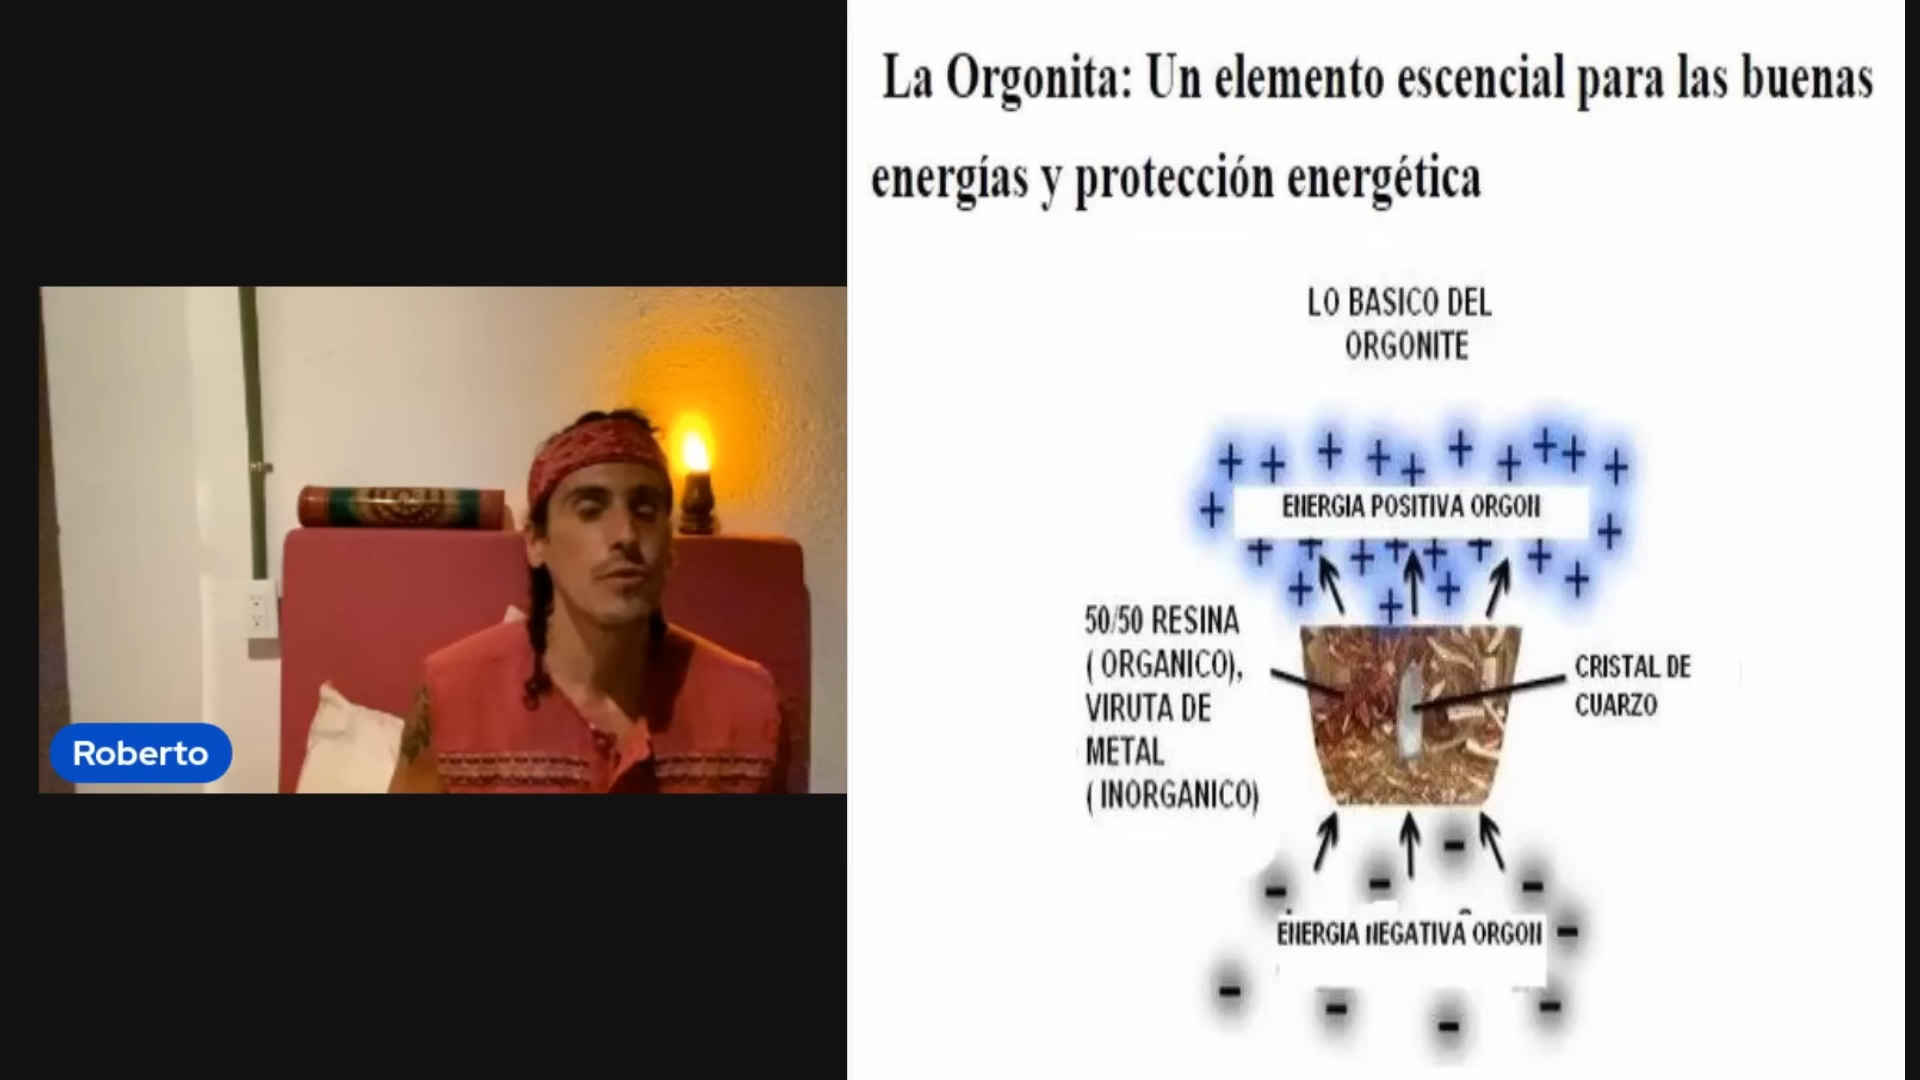 La Orgonita: Un elemento escencial para las buenas
energías y protección energética
LO BASICO DEL
ORGONITE
ENERGIA POSITIVA ORGON
50/50 RESINA
( ORGANICO),
VIRUTA DE
METAL
( INORGANICO)
CRISTAL DE
CUARZO
ENERGIA NEGATIVA ORGON
Roberto